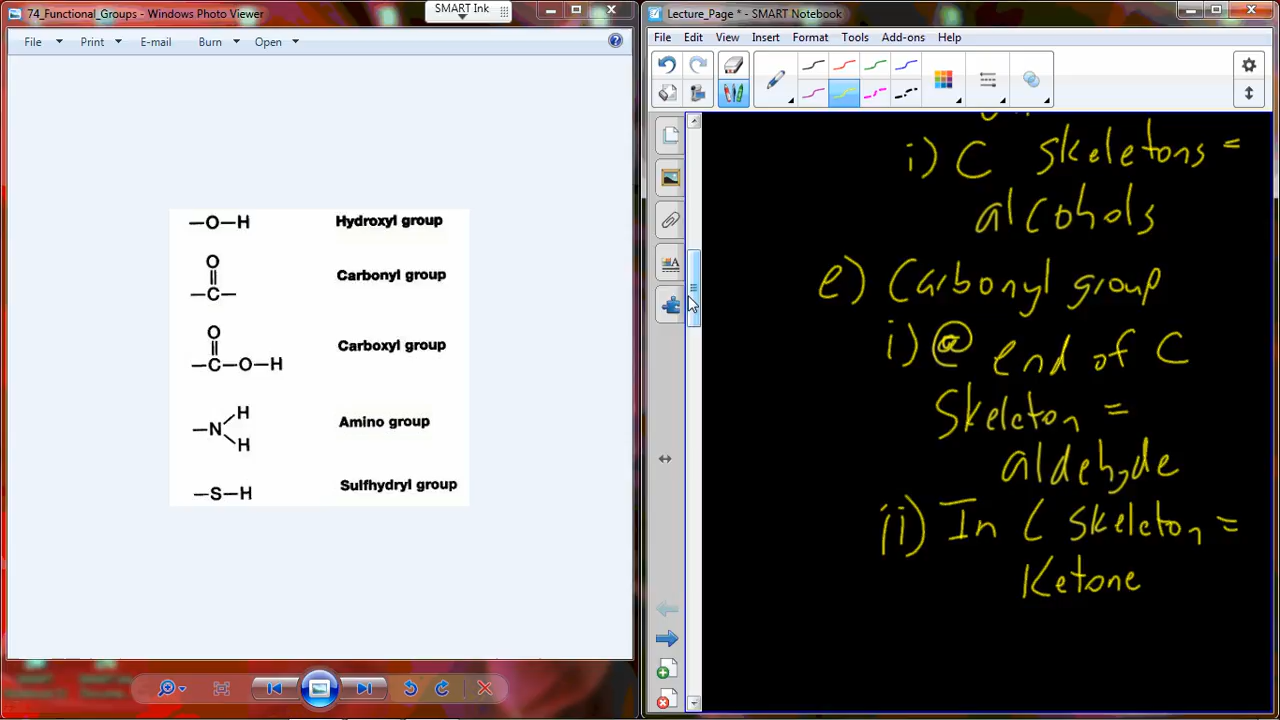 74_Functional_Groups - Windows Photo Viewer
SMART Ink
File Print E-mail Burn Open
—O—H Hydroxyl group
O
—C— Carbonyl group
O
—C—O—H Carboxyl group
H
—N Amino group
H
—S—H Sulfhydryl group
Lecture_Page * - SMART Notebook
File Edit View Insert Format Tools Add-ons Help
i) C skeletons =
alcohols
e) Carbonyl group
i) @ end of C
Skeleton =
aldehyde
ii) In C skeleton =
Ketone